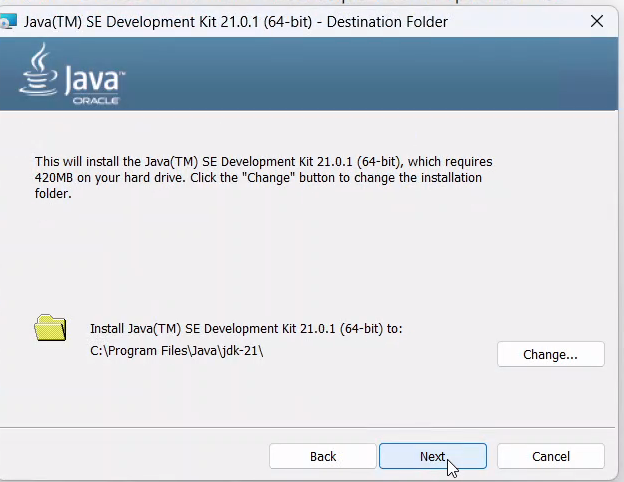 Java(TM) SE Development Kit 21.0.1 (64-bit) - Destination Folder
Java™
ORACLE
This will install the Java(TM) SE Development Kit 21.0.1 (64-bit), which requires
420MB on your hard drive. Click the "Change" button to change the installation
folder.
Install Java(TM) SE Development Kit 21.0.1 (64-bit) to:
C:\Program Files\Java\jdk-21\
Change...
Back
Next
Cancel